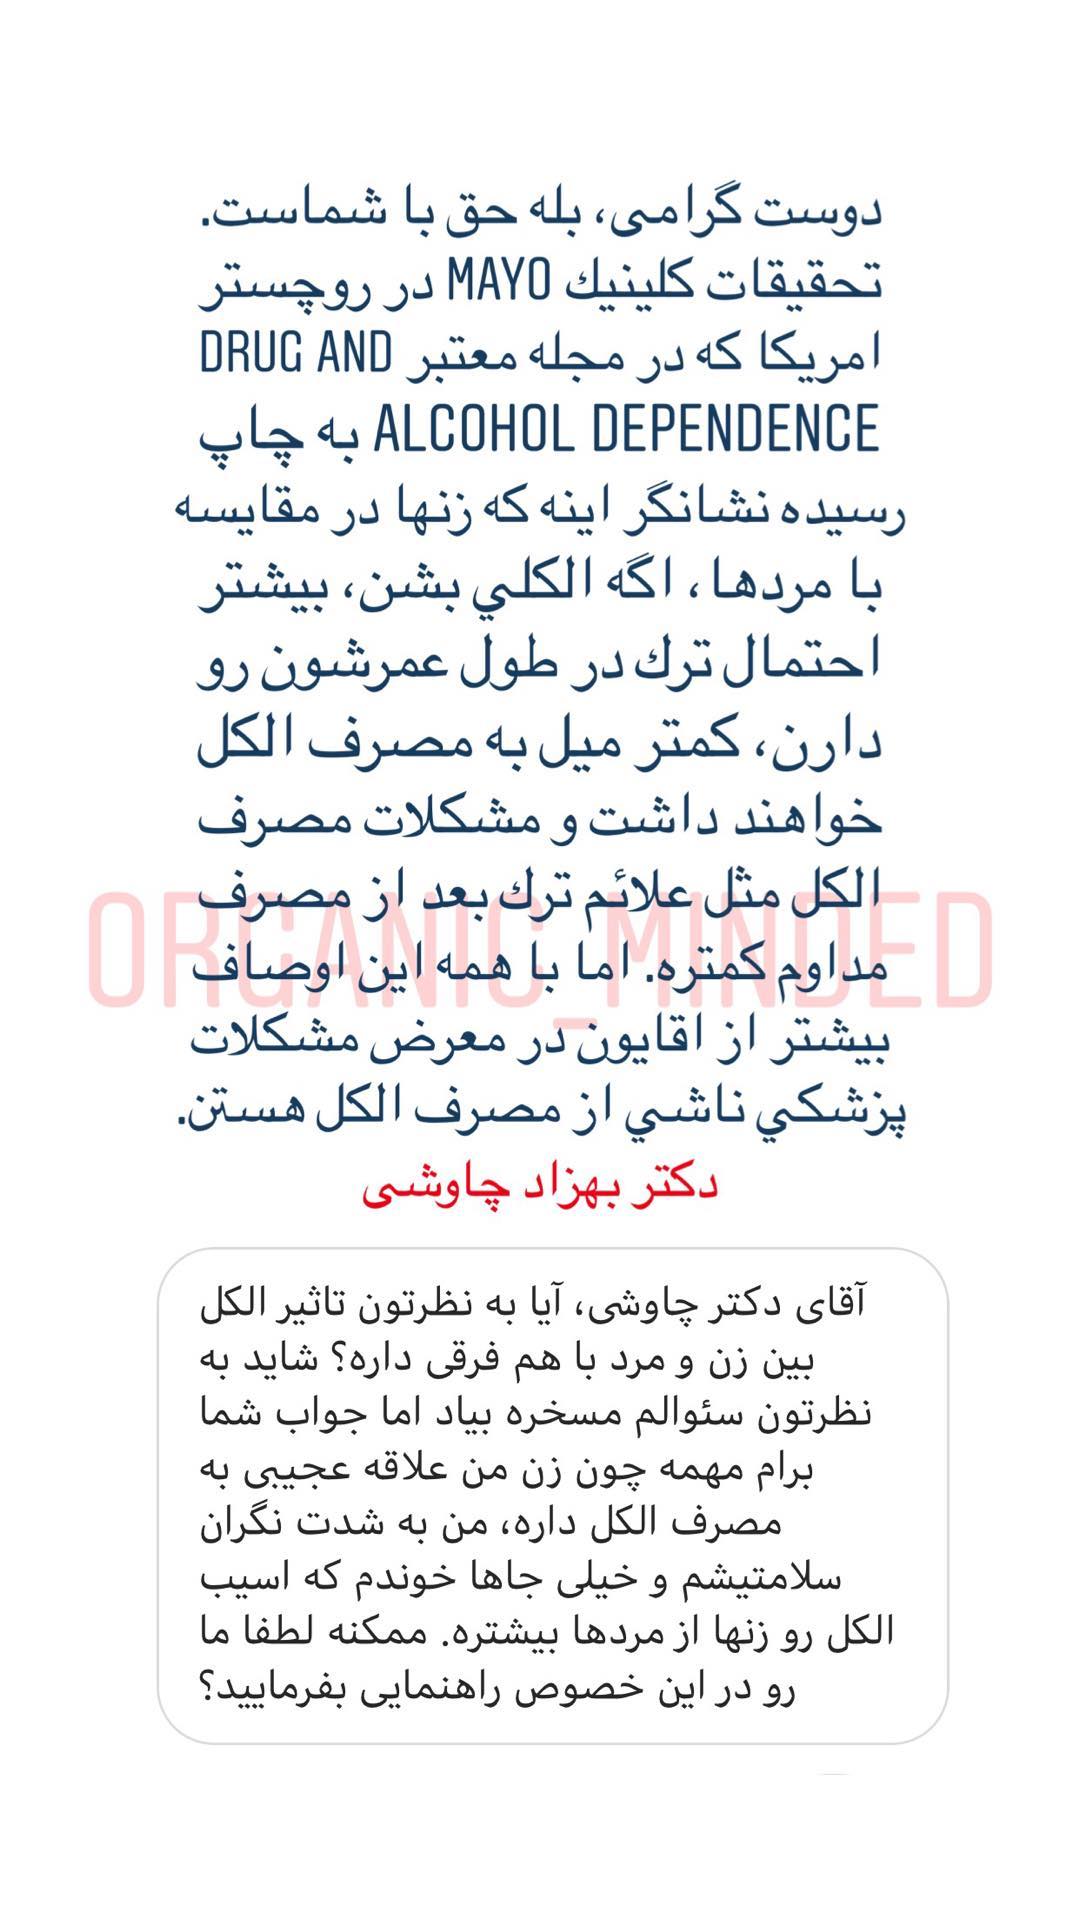 دوست گرامی، بله حق با شماست.
تحقیقات کلینیك MAYO در روچستر
امریکا که در مجله معتبر DRUG AND
ALCOHOL DEPENDENCE به چاپ
رسیده نشانگر اینه که زنها در مقایسه
با مردها، اگه الکلي بشن، بیشتر
احتمال ترك در طول عمرشون رو
دارن، کمتر میل به مصرف الکل
خواهند داشت و مشکلات مصرف
الکل مثل علائم ترك بعد از مصرف
مداوم کمتره. اما با همه این اوصاف
بیشتر از اقایون در معرض مشکلات
پزشکي ناشي از مصرف الکل هستن.
ORGANIC_MINDED
دکتر بهزاد چاوشی
آقای دکتر چاوشی، آیا به نظرتون تاثیر الکل
بین زن و مرد با هم فرقی داره؟ شاید به
نظرتون سئوالم مسخره بیاد اما جواب شما
برام مهمه چون زن من علاقه عجیبی به
مصرف الکل داره، من به شدت نگران
سلامتیشم و خیلی جاها خوندم که اسیب
الکل رو زنها از مردها بیشتره. ممکنه لطفا ما
رو در این خصوص راهنمایی بفرمایید؟